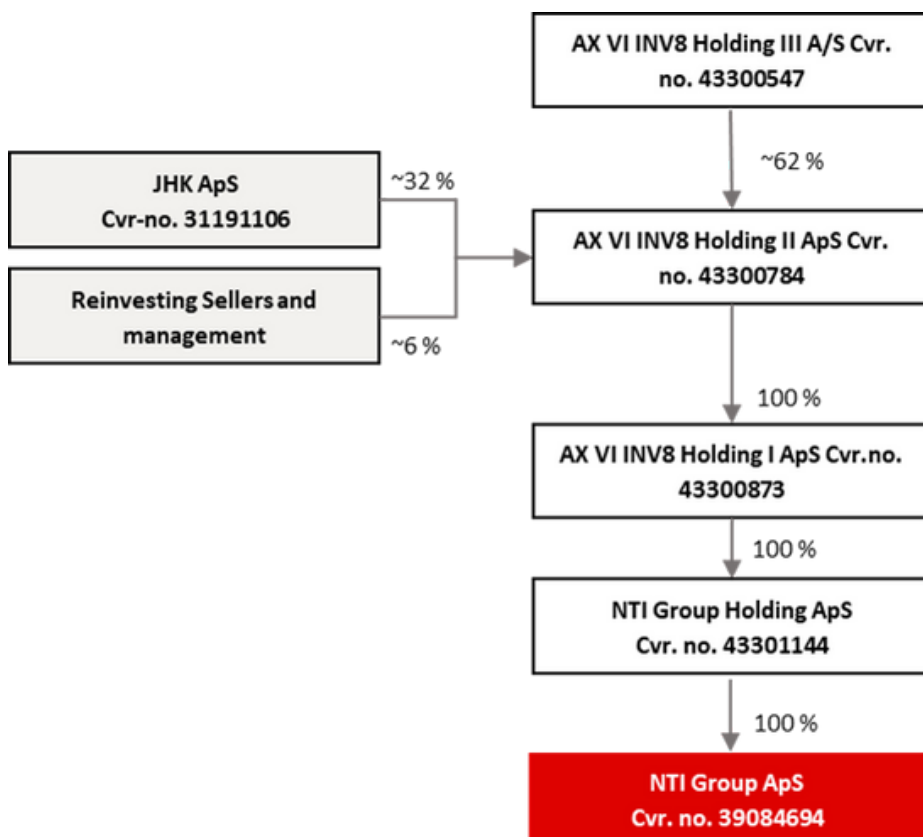 AX VI INV8 Holding III A/S Cvr.
no. 43300547
~62 %
JHK ApS
Cvr-no. 31191106
~32 %
Reinvesting Sellers and
management
~6 %
AX VI INV8 Holding II ApS Cvr.
no. 43300784
100 %
AX VI INV8 Holding I ApS Cvr.no.
43300873
100 %
NTI Group Holding ApS
Cvr. no. 43301144
100 %
NTI Group ApS
Cvr. no. 39084694